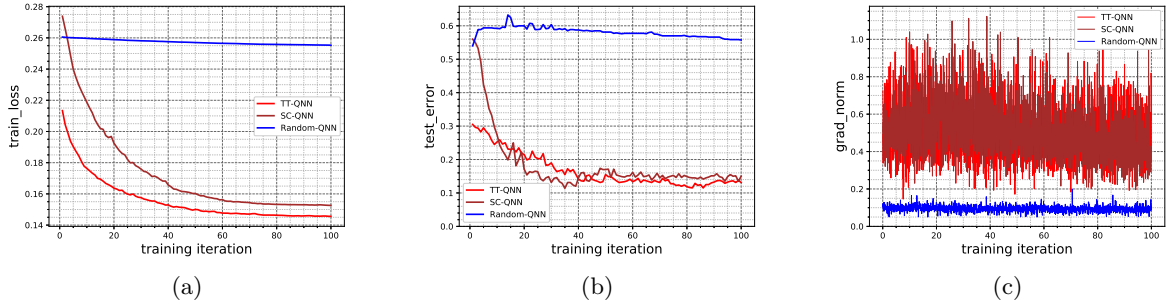 0.28
0.26
0.24
0.22
0.20
0.18
0.16
0.14
train_loss
TT-QNN
SC-QNN
Random-QNN
0 20 40 60 80 100
training iteration
(a)
0.6
0.5
0.4
0.3
0.2
0.1
0.0
test_error
TT-QNN
SC-QNN
Random-QNN
0 20 40 60 80 100
training iteration
(b)
1.0
0.8
0.6
0.4
0.2
0.0
grad_norm
TT-QNN
SC-QNN
Random-QNN
0 20 40 60 80 100
training iteration
(c)